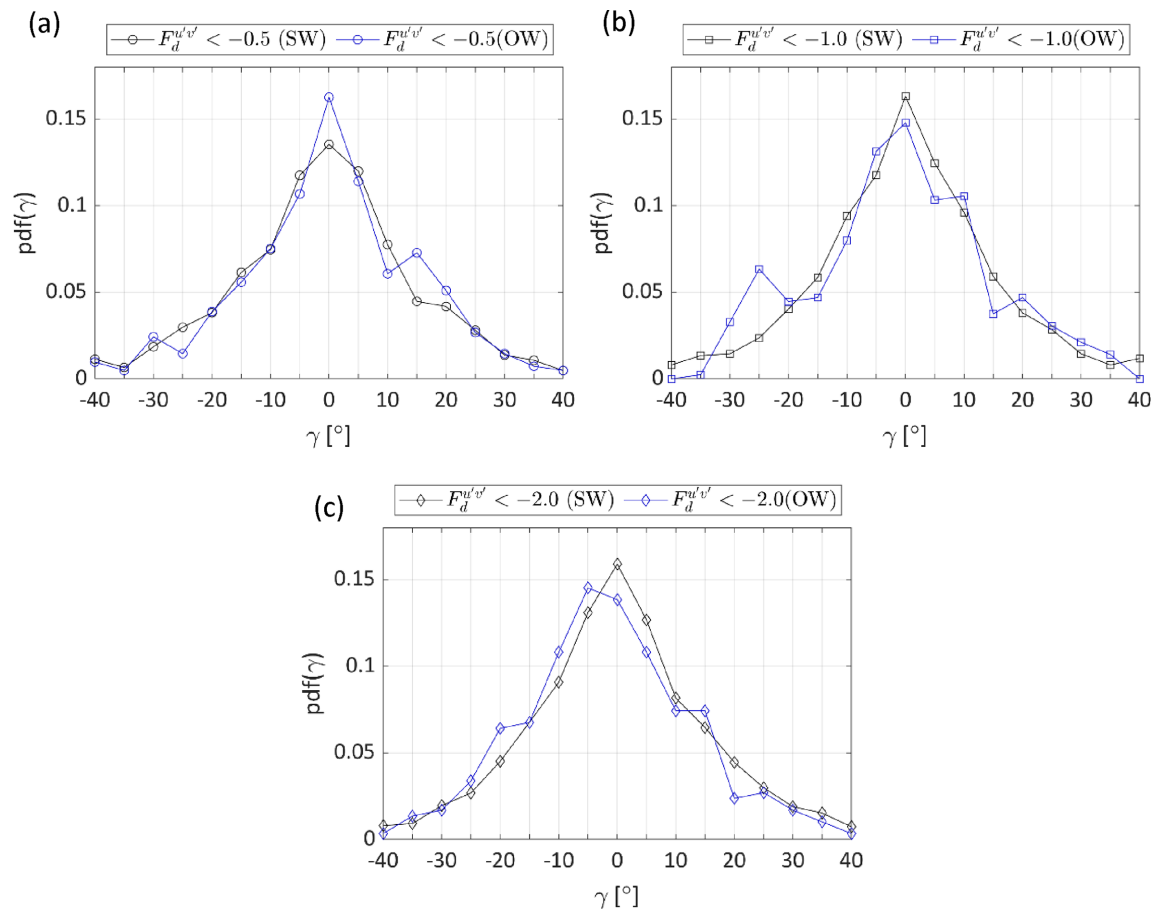 (a)
F_d^{u'v'} < −0.5 (SW) F_d^{u'v'} < −0.5(OW)
0.15
0.1
0.05
0
pdf(γ)
-40 -30 -20 -10 0 10 20 30 40
γ [°]
(b)
F_d^{u'v'} < −1.0 (SW) F_d^{u'v'} < −1.0(OW)
0.15
0.1
0.05
0
pdf(γ)
-40 -30 -20 -10 0 10 20 30 40
γ [°]
(c)
F_d^{u'v'} < −2.0 (SW) F_d^{u'v'} < −2.0(OW)
0.15
0.1
0.05
0
pdf(γ)
-40 -30 -20 -10 0 10 20 30 40
γ [°]